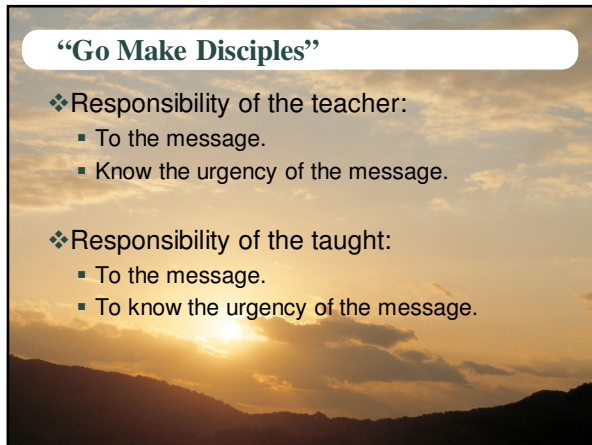 “Go Make Disciples”
❖Responsibility of the teacher:
▪ To the message.
▪ Know the urgency of the message.
❖Responsibility of the taught:
▪ To the message.
▪ To know the urgency of the message.